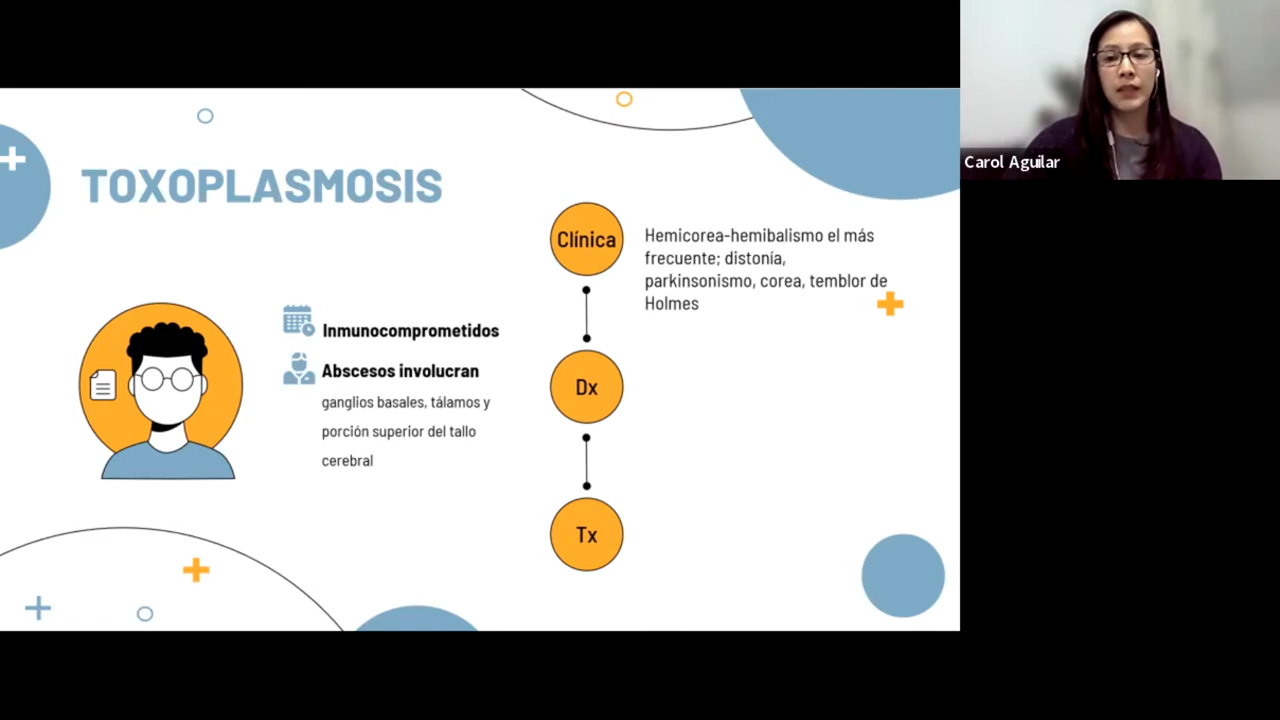 TOXOPLASMOSIS
Inmunocomprometidos
Abscesos involucran
ganglios basales, tálamos y
porción superior del tallo
cerebral
Clínica
Hemicorea-hemibalismo el más
frecuente; distonía,
parkinsonismo, corea, temblor de
Holmes
Dx
Tx
Carol Aguilar